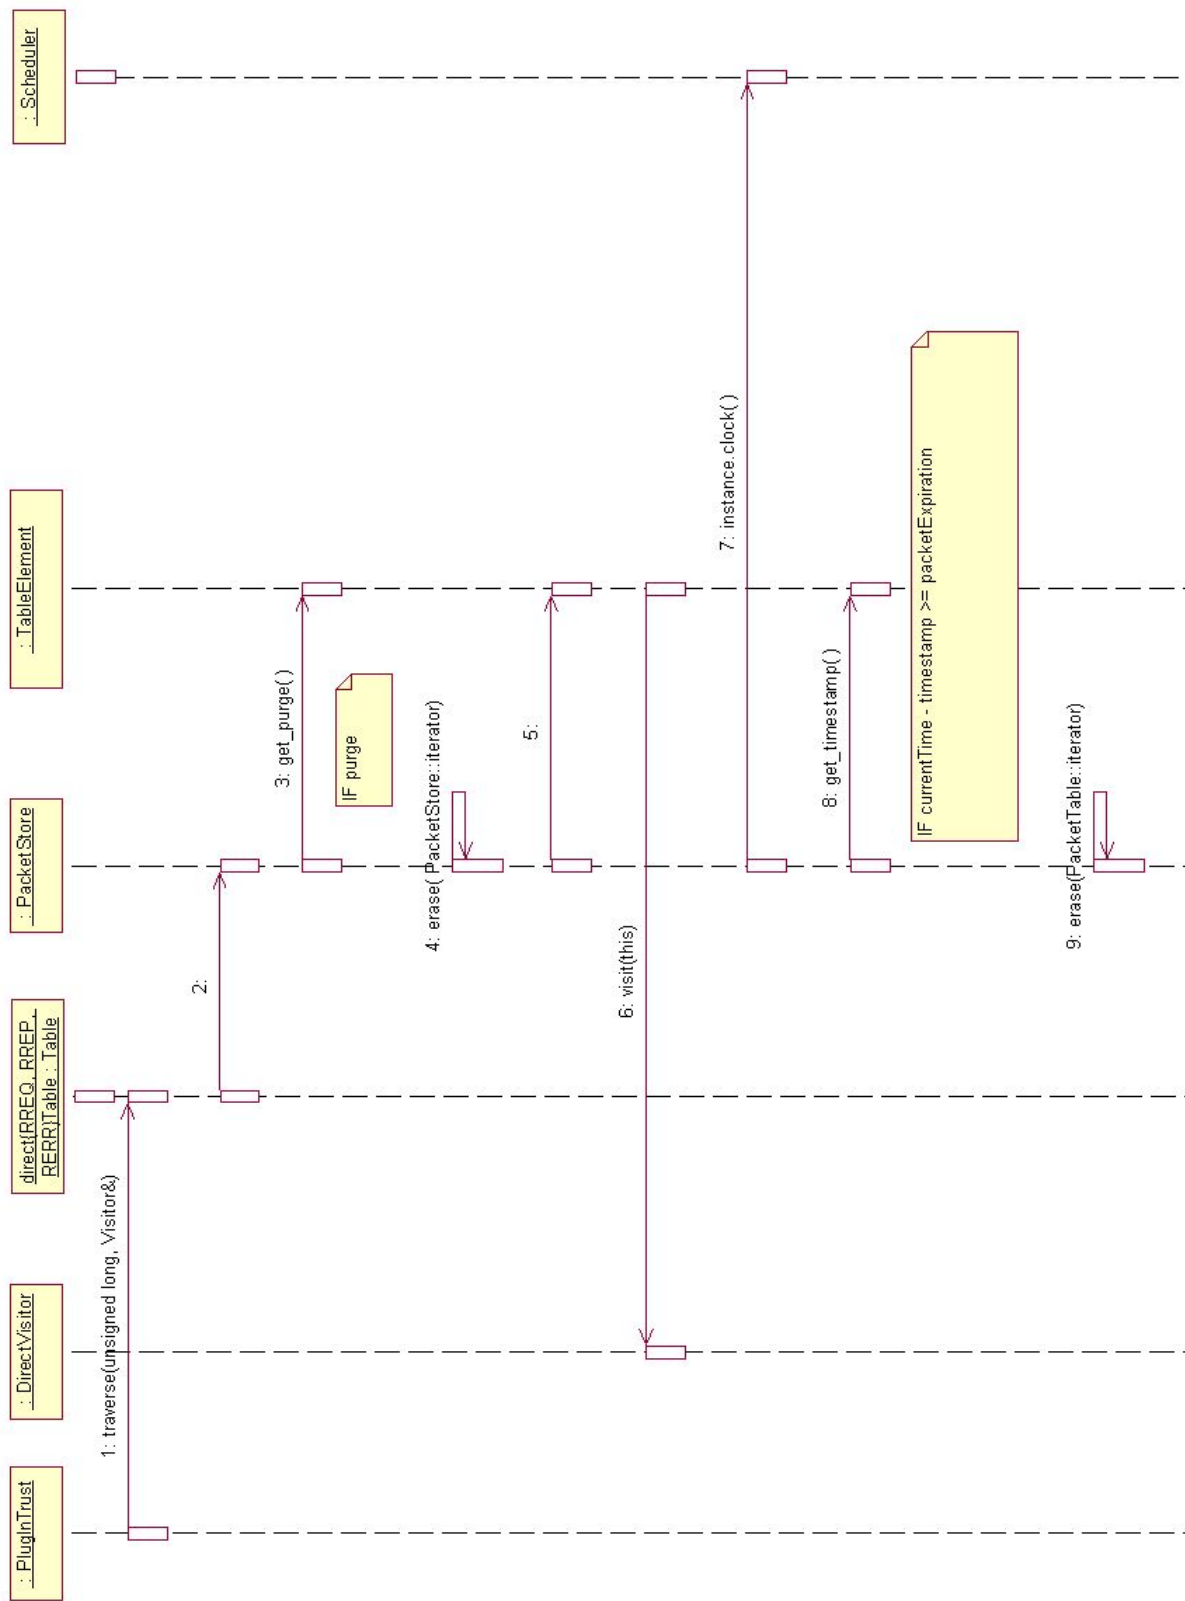 : PlugInTrust
: DirectVisitor
direct{RREQ, RREP,
RERR}Table : Table
: PacketStore
: TableElement
: Scheduler
1: traverse(unsigned long, Visitor&)
2:
3: get_purge( )
IF purge
4: erase( PacketStore::iterator)
5:
6: visit(this)
7: instance.clock( )
8: get_timestamp( )
IF currentTime - timestamp >= packetExpiration
9: erase(PacketTable::iterator)